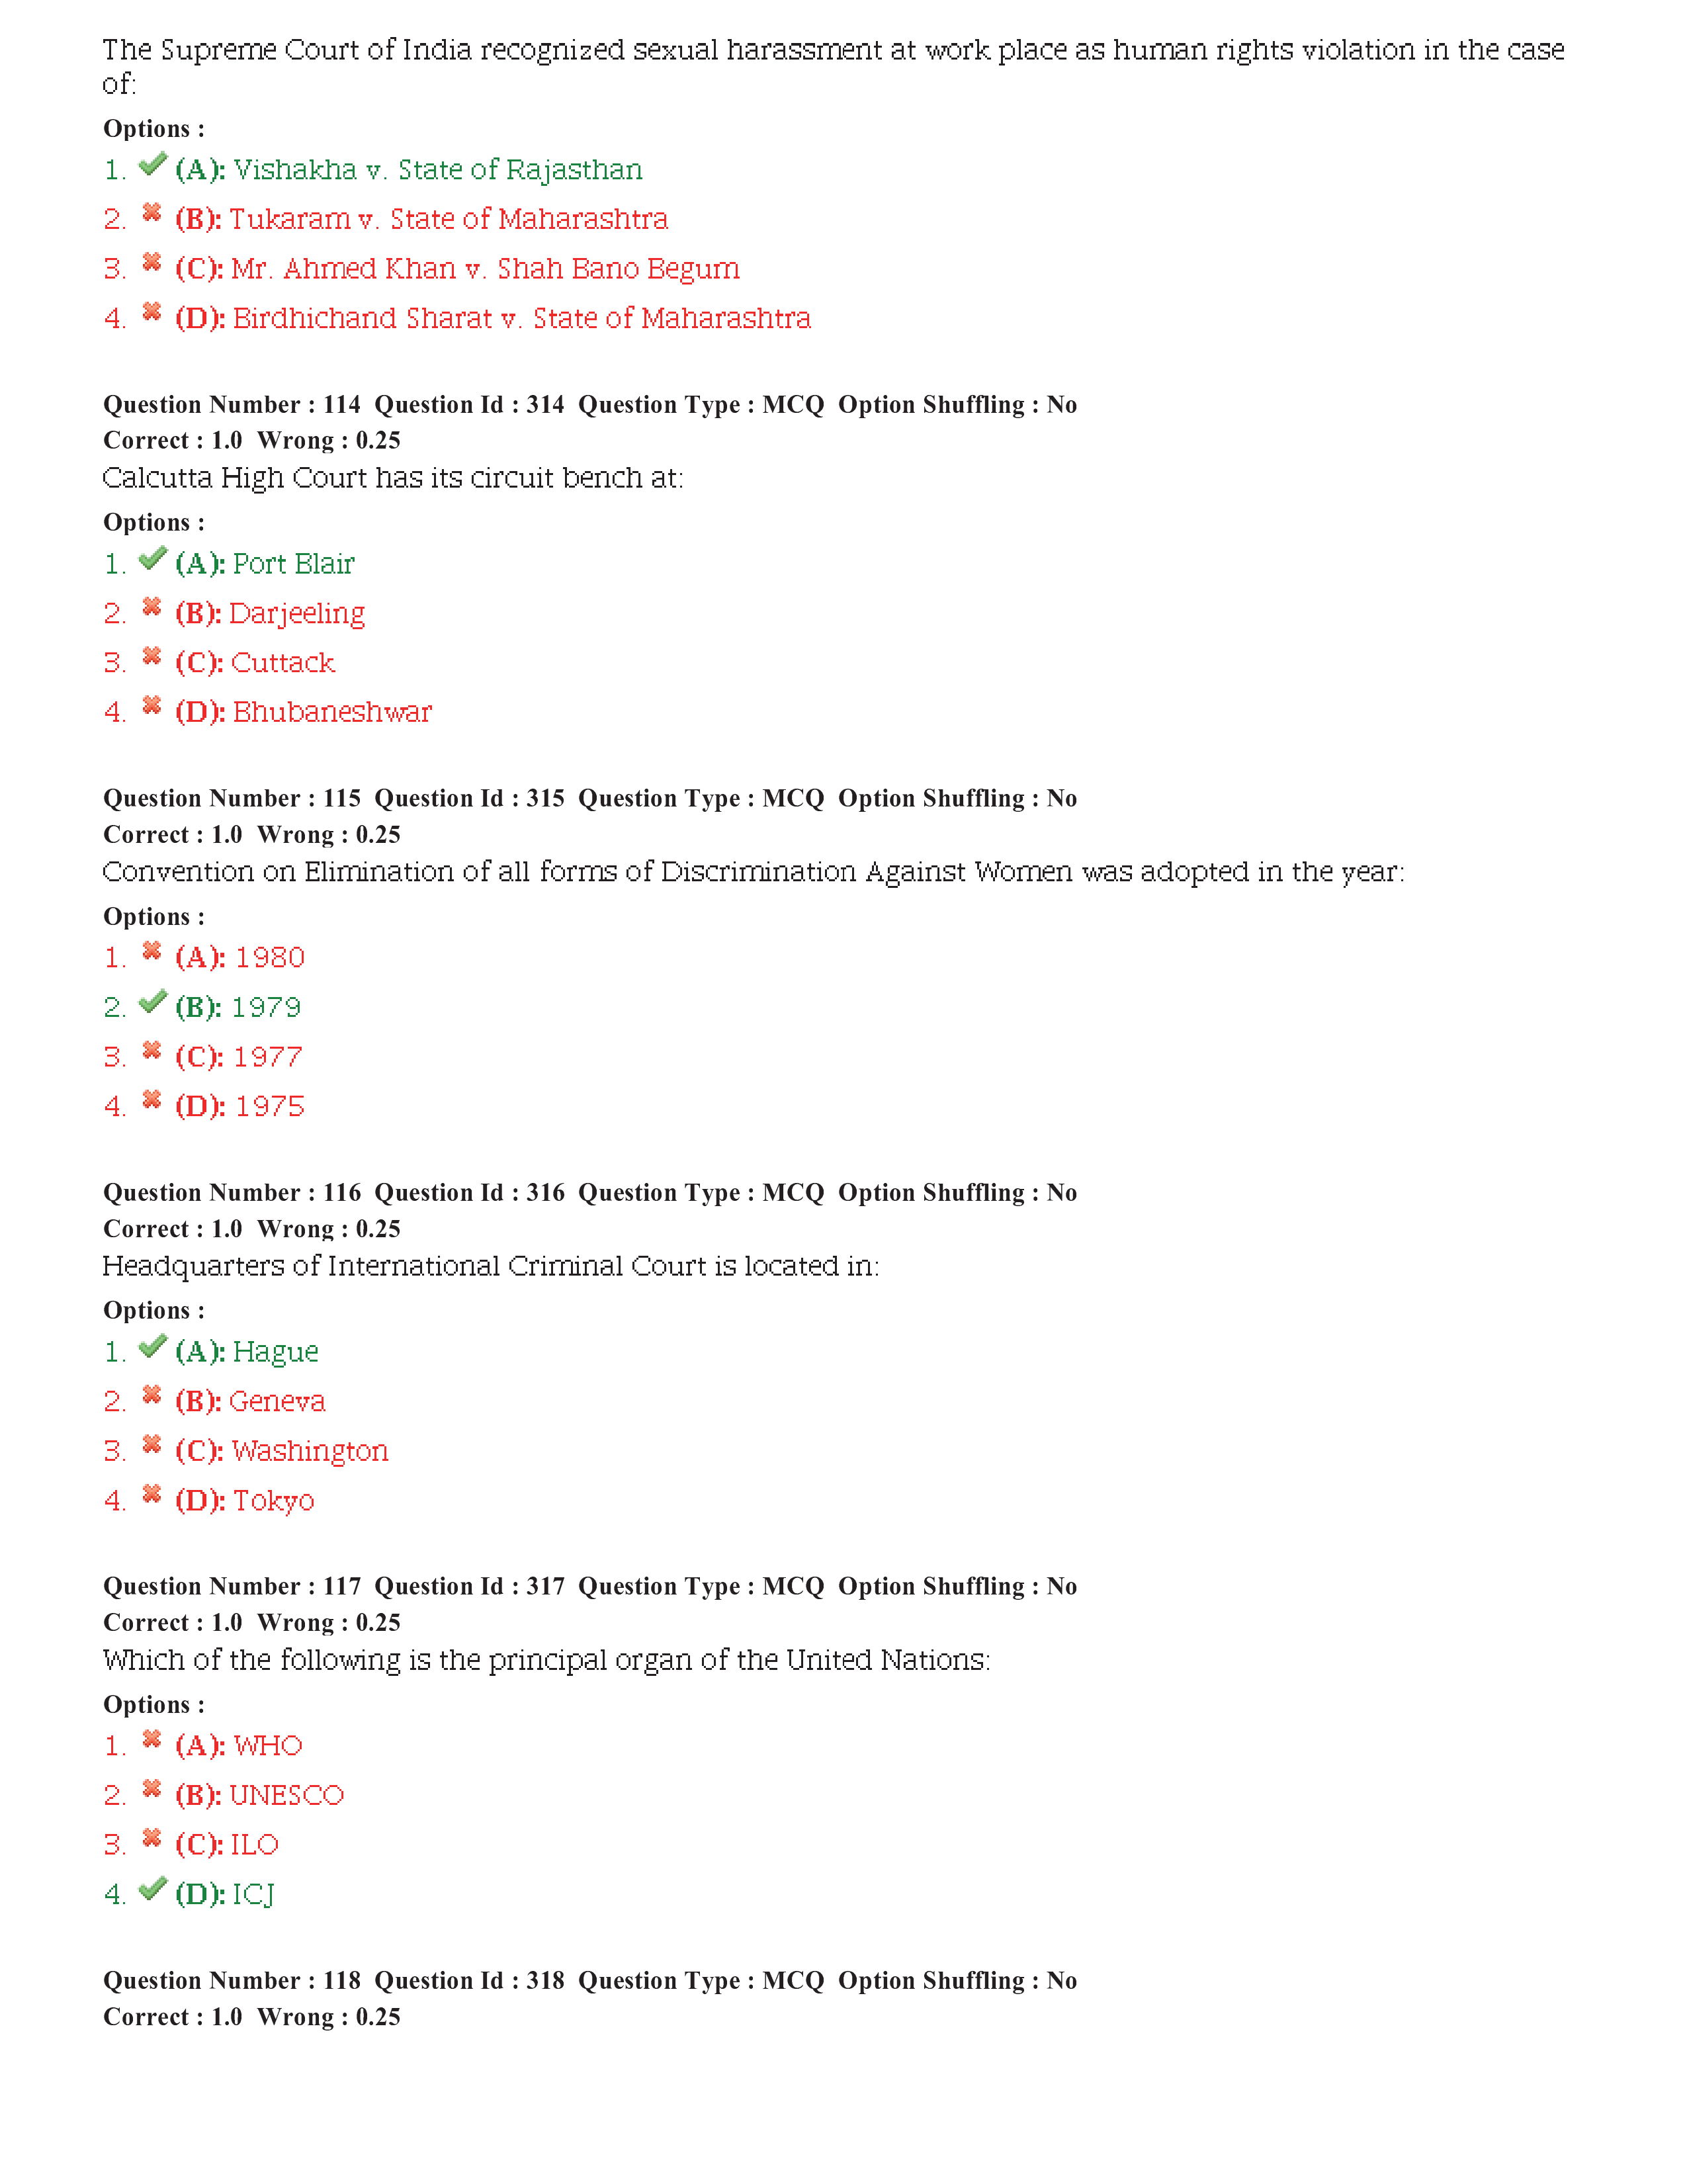 The Supreme Court of India recognized sexual harassment at work place as human rights violation in the case
of:
Options :
1. (A): Vishakha v. State of Rajasthan
2. (B): Tukaram v. State of Maharashtra
3. (C): Mr. Ahmed Khan v. Shah Bano Begum
4. (D): Birdhichand Sharat v. State of Maharashtra
Question Number : 114 Question Id : 314 Question Type : MCQ Option Shuffling : No
Correct : 1.0 Wrong : 0.25
Calcutta High Court has its circuit bench at:
Options :
1. (A): Port Blair
2. (B): Darjeeling
3. (C): Cuttack
4. (D): Bhubaneshwar
Question Number : 115 Question Id : 315 Question Type : MCQ Option Shuffling : No
Correct : 1.0 Wrong : 0.25
Convention on Elimination of all forms of Discrimination Against Women was adopted in the year:
Options :
1. (A): 1980
2. (B): 1979
3. (C): 1977
4. (D): 1975
Question Number : 116 Question Id : 316 Question Type : MCQ Option Shuffling : No
Correct : 1.0 Wrong : 0.25
Headquarters of International Criminal Court is located in:
Options :
1. (A): Hague
2. (B): Geneva
3. (C): Washington
4. (D): Tokyo
Question Number : 117 Question Id : 317 Question Type : MCQ Option Shuffling : No
Correct : 1.0 Wrong : 0.25
Which of the following is the principal organ of the United Nations:
Options :
1. (A): WHO
2. (B): UNESCO
3. (C): ILO
4. (D): ICJ
Question Number : 118 Question Id : 318 Question Type : MCQ Option Shuffling : No
Correct : 1.0 Wrong : 0.25